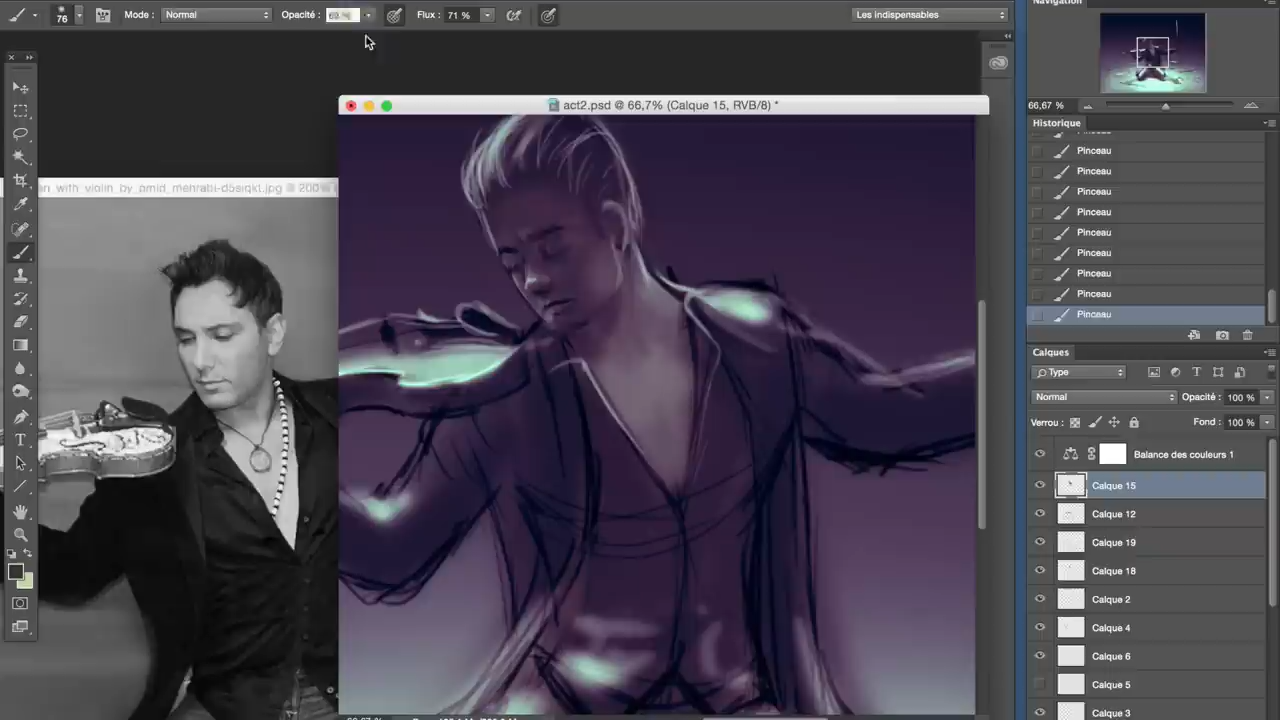 Navigation
76 Mode : Normal Opacité : Flux : 71 % Les indispensables
66,67 %
act2.psd @ 66,7% (Calque 15, RVB/8) *
Historique
Pinceau
Pinceau
Pinceau
Pinceau
Pinceau
Pinceau
Pinceau
Pinceau
Pinceau
Calques
Type
Normal Opacité : 100 %
Verrou : Fond : 100 %
Balance des couleurs 1
Calque 15
Calque 12
Calque 19
Calque 18
Calque 2
Calque 4
Calque 6
Calque 5
Calque 3